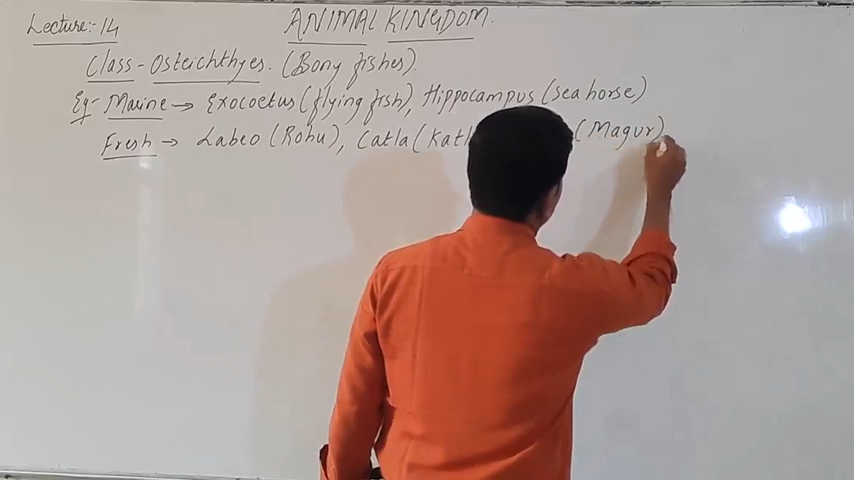 Lecture:- 14
ANIMAL KINGDOM.
Class- Osteichthyes. (Bony fishes).
Eg- Marine → Exocoetus (flying fish), Hippocampus (sea horse)
Fresh → Labeo (Rohu), Catla ( (Magur)